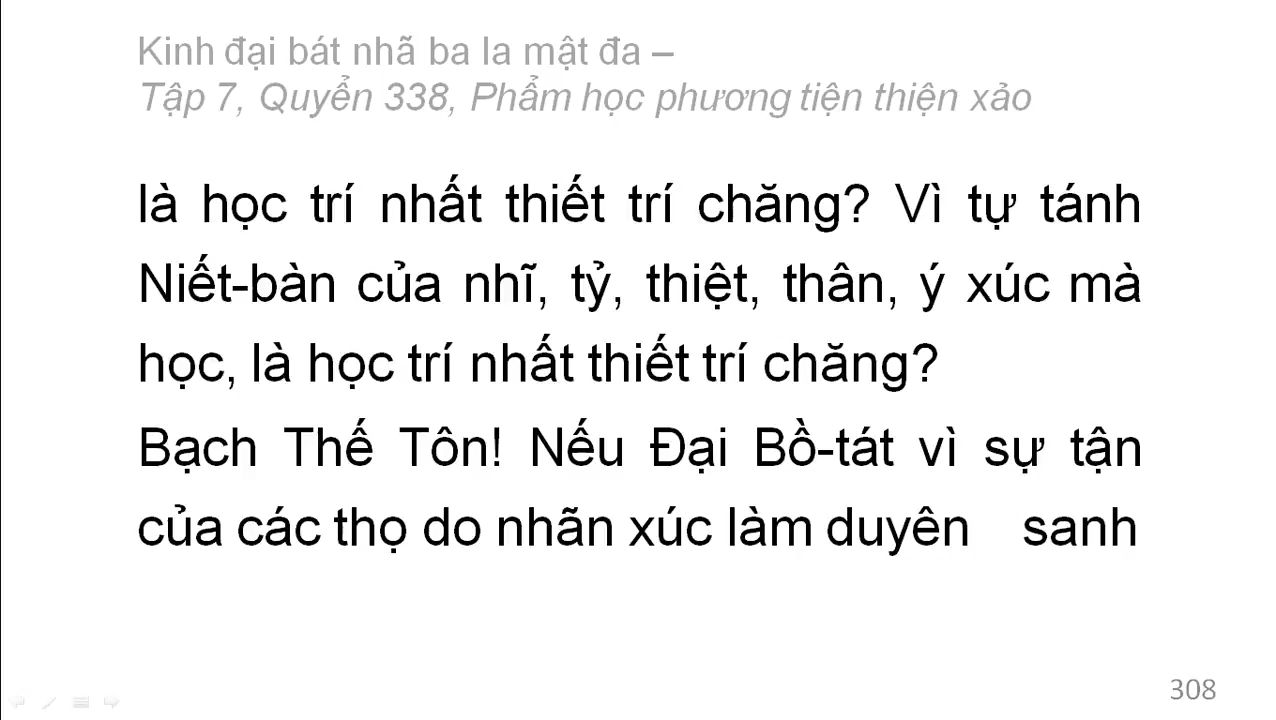 Kinh đại bát nhã ba la mật đa –
Tập 7, Quyển 338, Phẩm học phương tiện thiện xảo
là học trí nhất thiết trí chăng? Vì tự tánh
Niết-bàn của nhĩ, tỷ, thiệt, thân, ý xúc mà
học, là học trí nhất thiết trí chăng?
Bạch Thế Tôn! Nếu Đại Bồ-tát vì sự tận
của các thọ do nhãn xúc làm duyên sanh
308